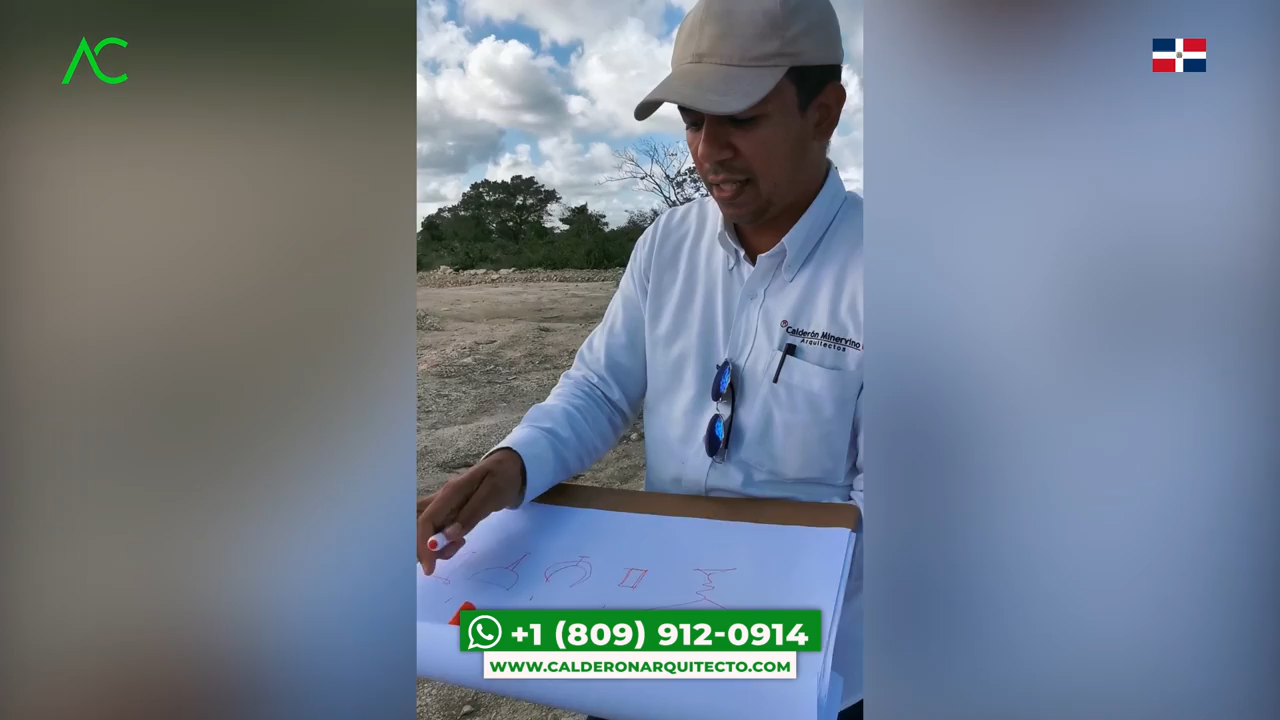 AC
Calderón Minervino
Arquitectos
+1 (809) 912-0914
WWW.CALDERONARQUITECTO.COM